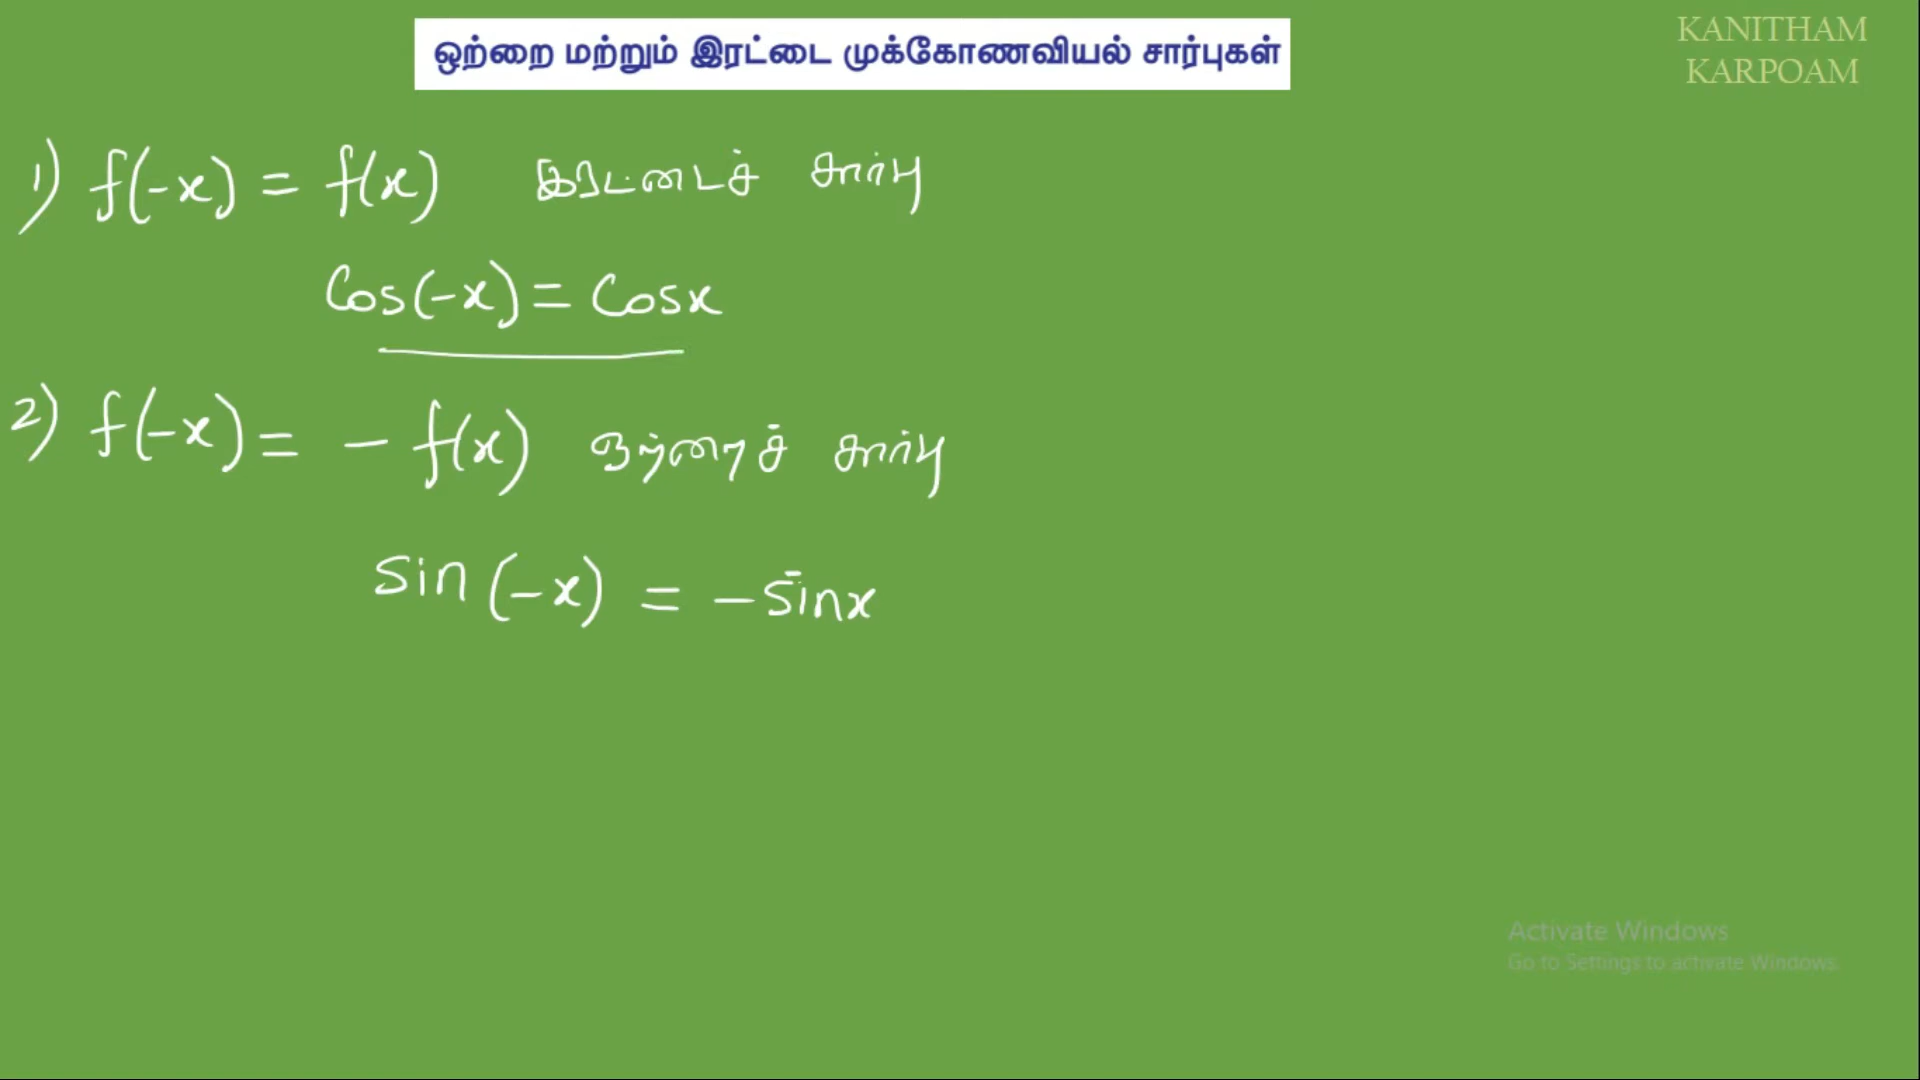 ஒற்றை மற்றும் இரட்டை முக்கோணவியல் சார்புகள்
KANITHAM
KARPOAM
1) f(-x) = f(x) இரட்டைச் சார்பு
Cos(-x) = Cosx
2) f(-x) = - f(x) ஒற்றைச் சார்பு
sin (-x) = -sinx
Activate Windows
Go to Settings to activate Windows.